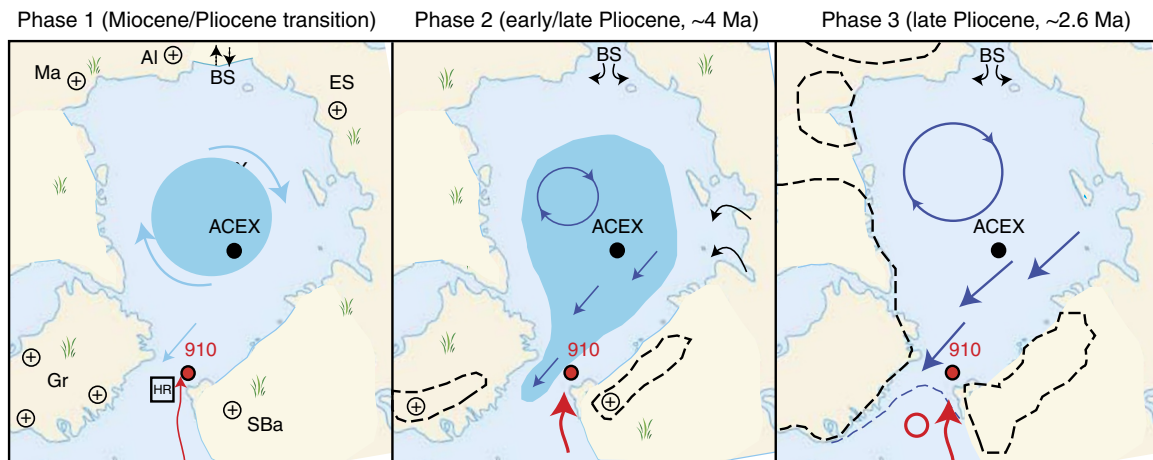 Phase 1 (Miocene/Pliocene transition)
Phase 2 (early/late Pliocene, ~4 Ma)
Phase 3 (late Pliocene, ~2.6 Ma)
Al
BS
Ma
ES
ACEX
910
HR
Gr
SBa
BS
ACEX
910
BS
ACEX
910